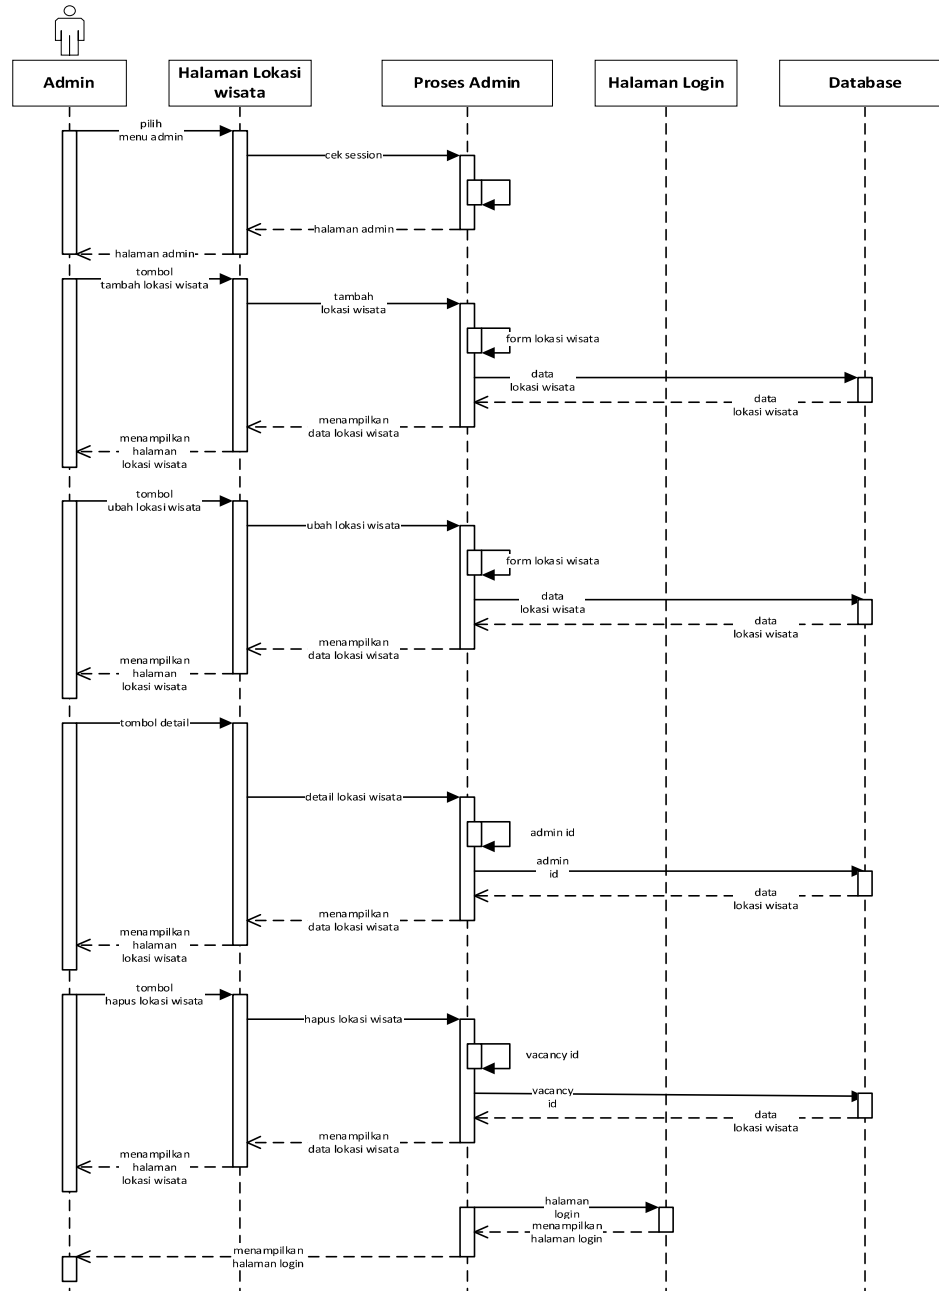 Admin
Halaman Lokasi
wisata
Proses Admin
Halaman Login
Database
pilih
menu admin
cek session
halaman admin
halaman admin
tombol
tambah lokasi wisata
tambah
lokasi wisata
form lokasi wisata
data
lokasi wisata
data
lokasi wisata
menampilkan
data lokasi wisata
menampilkan
halaman
lokasi wisata
tombol
ubah lokasi wisata
ubah lokasi wisata
form lokasi wisata
data
lokasi wisata
data
lokasi wisata
menampilkan
data lokasi wisata
menampilkan
halaman
lokasi wisata
tombol detail
detail lokasi wisata
admin id
admin
id
data
lokasi wisata
menampilkan
data lokasi wisata
menampilkan
halaman
lokasi wisata
tombol
hapus lokasi wisata
hapus lokasi wisata
vacancy id
vacancy
id
data
lokasi wisata
menampilkan
data lokasi wisata
menampilkan
halaman
lokasi wisata
halaman
login
menampilkan
halaman login
menampilkan
halaman login